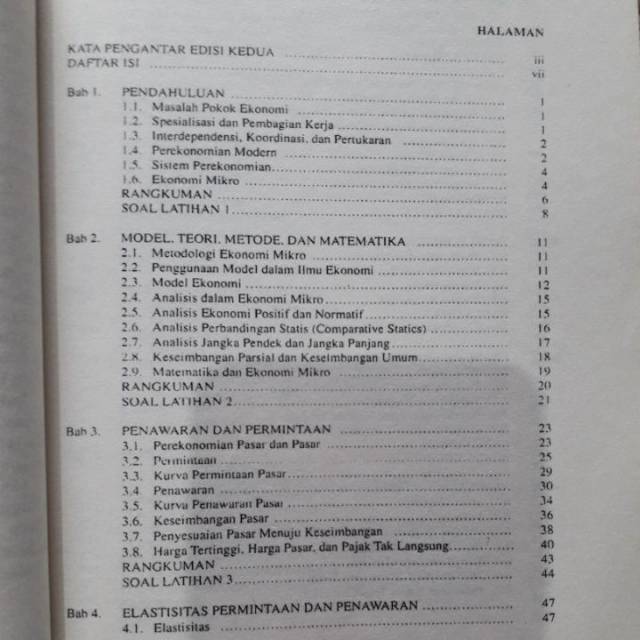 HALAMAN
KATA PENGANTAR EDISI KEDUA ... iii
DAFTAR ISI ... vii
Bab 1. PENDAHULUAN ... 1
1.1. Masalah Pokok Ekonomi ... 1
1.2. Spesialisasi dan Pembagian Kerja ... 1
1.3. Interdependensi, Koordinasi, dan Pertukaran ... 2
1.4. Perekonomian Modern ... 2
1.5. Sistem Perekonomian ... 4
1.6. Ekonomi Mikro ... 4
RANGKUMAN ... 6
SOAL LATIHAN 1 ... 8
Bab 2. MODEL, TEORI, METODE, DAN MATEMATIKA ... 11
2.1. Metodologi Ekonomi Mikro ... 11
2.2. Penggunaan Model dalam Ilmu Ekonomi ... 11
2.3. Model Ekonomi ... 12
2.4. Analisis dalam Ekonomi Mikro ... 15
2.5. Analisis Ekonomi Positif dan Normatif ... 15
2.6. Analisis Perbandingan Statis (Comparative Statics) ... 16
2.7. Analisis Jangka Pendek dan Jangka Panjang ... 17
2.8. Keseimbangan Parsial dan Keseimbangan Umum ... 18
2.9. Matematika dan Ekonomi Mikro ... 19
RANGKUMAN ... 20
SOAL LATIHAN 2 ... 21
Bab 3. PENAWARAN DAN PERMINTAAN ... 23
3.1. Perekonomian Pasar dan Pasar ... 23
3.2. Permintaan ... 25
3.3. Kurva Permintaan Pasar ... 29
3.4. Penawaran ... 30
3.5. Kurva Penawaran Pasar ... 34
3.6. Keseimbangan Pasar ... 36
3.7. Penyesuaian Pasar Menuju Keseimbangan ... 38
3.8. Harga Tertinggi, Harga Pasar, dan Pajak Tak Langsung ... 40
RANGKUMAN ... 43
SOAL LATIHAN 3 ... 44
Bab 4. ELASTISITAS PERMINTAAN DAN PENAWARAN ... 47
4.1. Elastisitas ... 47